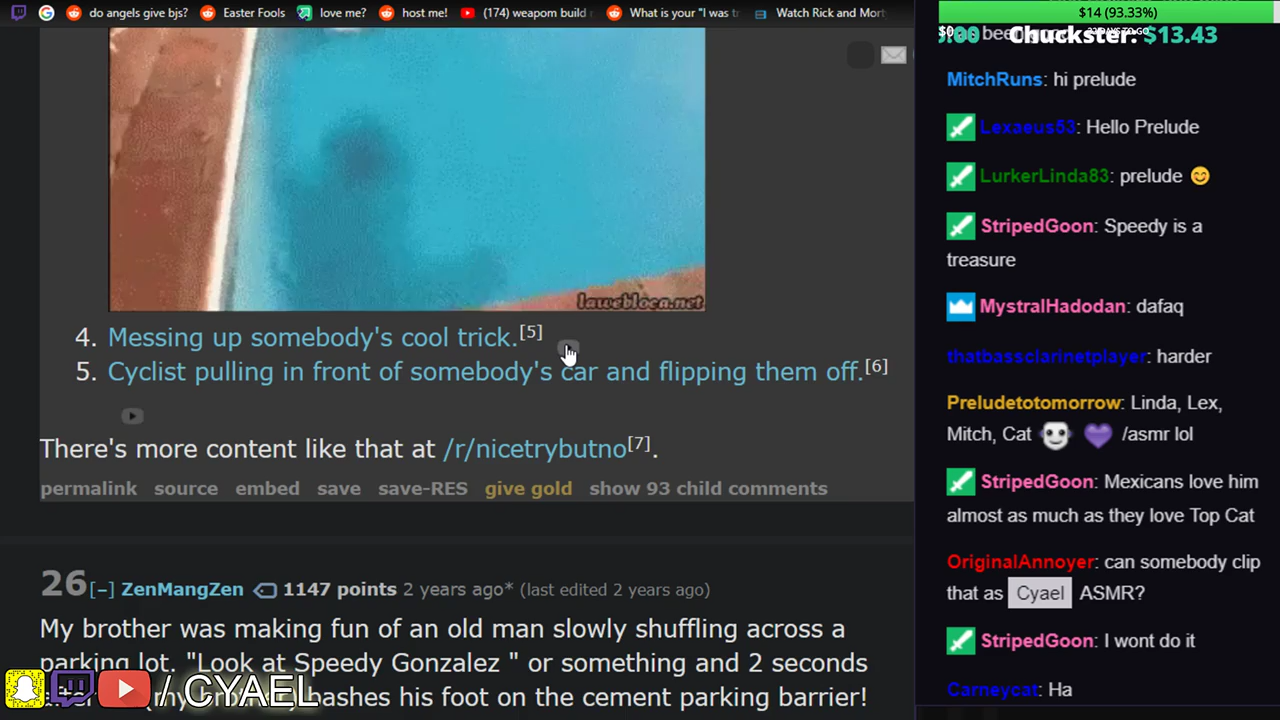 do angels give bjs?
Easter Fools
love me?
host me!
(174) weapom build
What is your "I was tr
Watch Rick and Mort
$14 (93.33%)
Chuckster: $13.43
MitchRuns: hi prelude
Lexaeus53: Hello Prelude
LurkerLinda83: prelude 😊
StripedGoon: Speedy is a
treasure
MystralHadodan: dafaq
thatbassclarinetplayer: harder
Preludetotomorrow: Linda, Lex,
Mitch, Cat 💜 /asmr lol
StripedGoon: Mexicans love him
almost as much as they love Top Cat
OriginalAnnoyer: can somebody clip
that as Cyael ASMR?
StripedGoon: I wont do it
Carneycat: Ha
lawebloca.net
4. Messing up somebody's cool trick.[5]
5. Cyclist pulling in front of somebody's car and flipping them off.[6]
There's more content like that at /r/nicetrybutno[7].
permalink source embed save save-RES give gold show 93 child comments
26 [–] ZenMangZen 1147 points 2 years ago* (last edited 2 years ago)
My brother was making fun of an old man slowly shuffling across a
parking lot. "Look at Speedy Gonzalez " or something and 2 seconds
bashes his foot on the cement parking barrier!
/ CYAEL